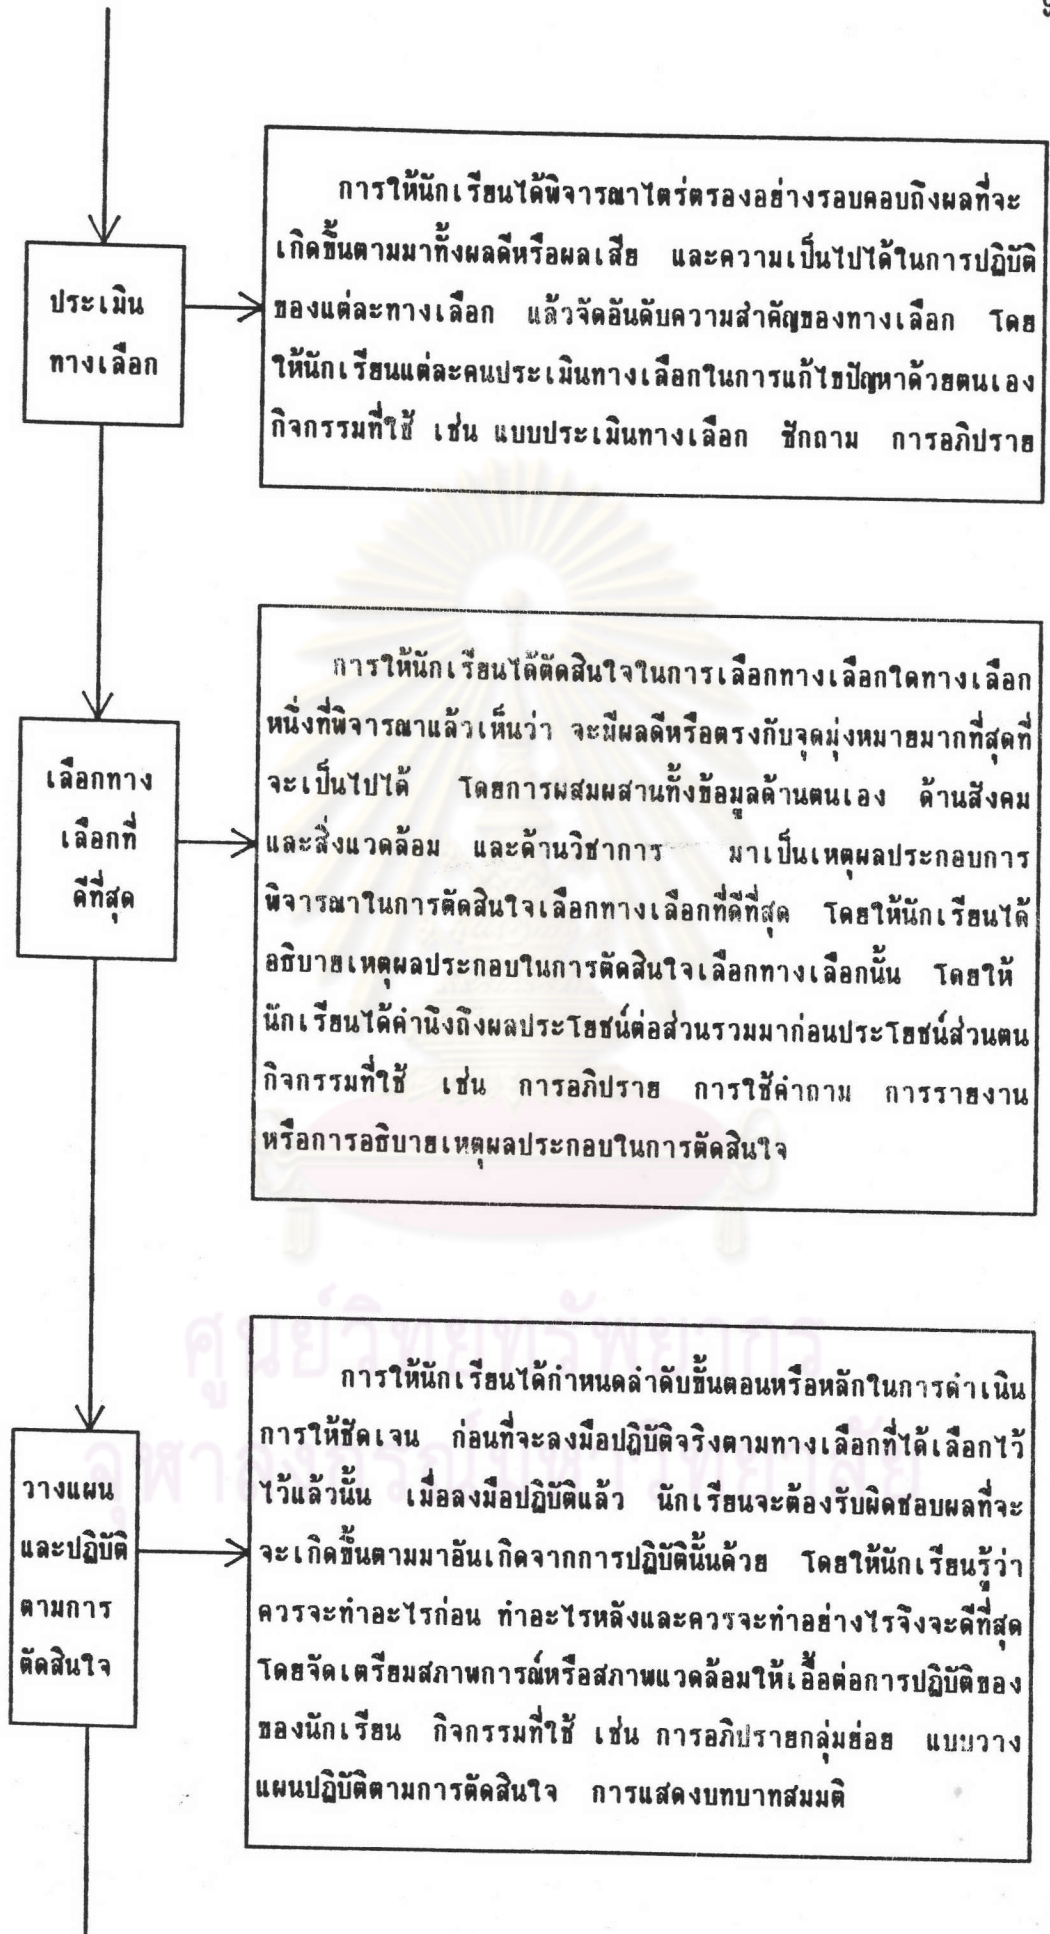 ประเมิน
ทางเลือก
การให้นักเรียนได้พิจารณาไตร่ตรองอย่างรอบคอบถึงผลที่จะ
เกิดขึ้นตามมาทั้งผลดีหรือผลเสีย และความเป็นไปได้ในการปฏิบัติ
ของแต่ละทางเลือก แล้วจัดอันดับความสำคัญของทางเลือก โดย
ให้นักเรียนแต่ละคนประเมินทางเลือกในการแก้ไขปัญหาด้วยตนเอง
กิจกรรมที่ใช้ เช่น แบบประเมินทางเลือก ซักถาม การอภิปราย
เลือกทาง
เลือกที่
ดีที่สุด
การให้นักเรียนได้ตัดสินใจในการเลือกทางเลือกใดทางเลือก
หนึ่งที่พิจารณาแล้วเห็นว่า จะมีผลดีหรือตรงกับจุดมุ่งหมายมากที่สุดที่
จะเป็นไปได้ โดยการผสมผสานทั้งข้อมูลด้านตนเอง ด้านสังคม
และสิ่งแวดล้อม และด้านวิชาการ มาเป็นเหตุผลประกอบการ
พิจารณาในการตัดสินใจเลือกทางเลือกที่ดีที่สุด โดยให้นักเรียนได้
อธิบายเหตุผลประกอบในการตัดสินใจเลือกทางเลือกนั้น โดยให้
นักเรียนได้คำนึงถึงผลประโยชน์ต่อส่วนรวมมาก่อนประโยชน์ส่วนตน
กิจกรรมที่ใช้ เช่น การอภิปราย การใช้คำถาม การรายงาน
หรือการอธิบายเหตุผลประกอบในการตัดสินใจ
วางแผน
และปฏิบัติ
ตามการ
ตัดสินใจ
การให้นักเรียนได้กำหนดลำดับขั้นตอนหรือหลักในการดำเนิน
การให้ชัดเจน ก่อนที่จะลงมือปฏิบัติจริงตามทางเลือกที่ได้เลือกไว้
ไว้แล้วนั้น เมื่อลงมือปฏิบัติแล้ว นักเรียนจะต้องรับผิดชอบผลที่จะ
จะเกิดขึ้นตามมาอันเกิดจากการปฏิบัตินั้นด้วย โดยให้นักเรียนรู้ว่า
ควรจะทำอะไรก่อน ทำอะไรหลังและควรจะทำอย่างไรจึงจะดีที่สุด
โดยจัดเตรียมสภาพการณ์หรือสภาพแวดล้อมให้เอื้อต่อการปฏิบัติของ
ของนักเรียน กิจกรรมที่ใช้ เช่น การอภิปรายกลุ่มย่อย แบบวาง
แผนปฏิบัติตามการตัดสินใจ การแสดงบทบาทสมมติ
ศูนย์วิทยทรัพยากร
จุฬาลงกรณ์มหาวิทยาลัย